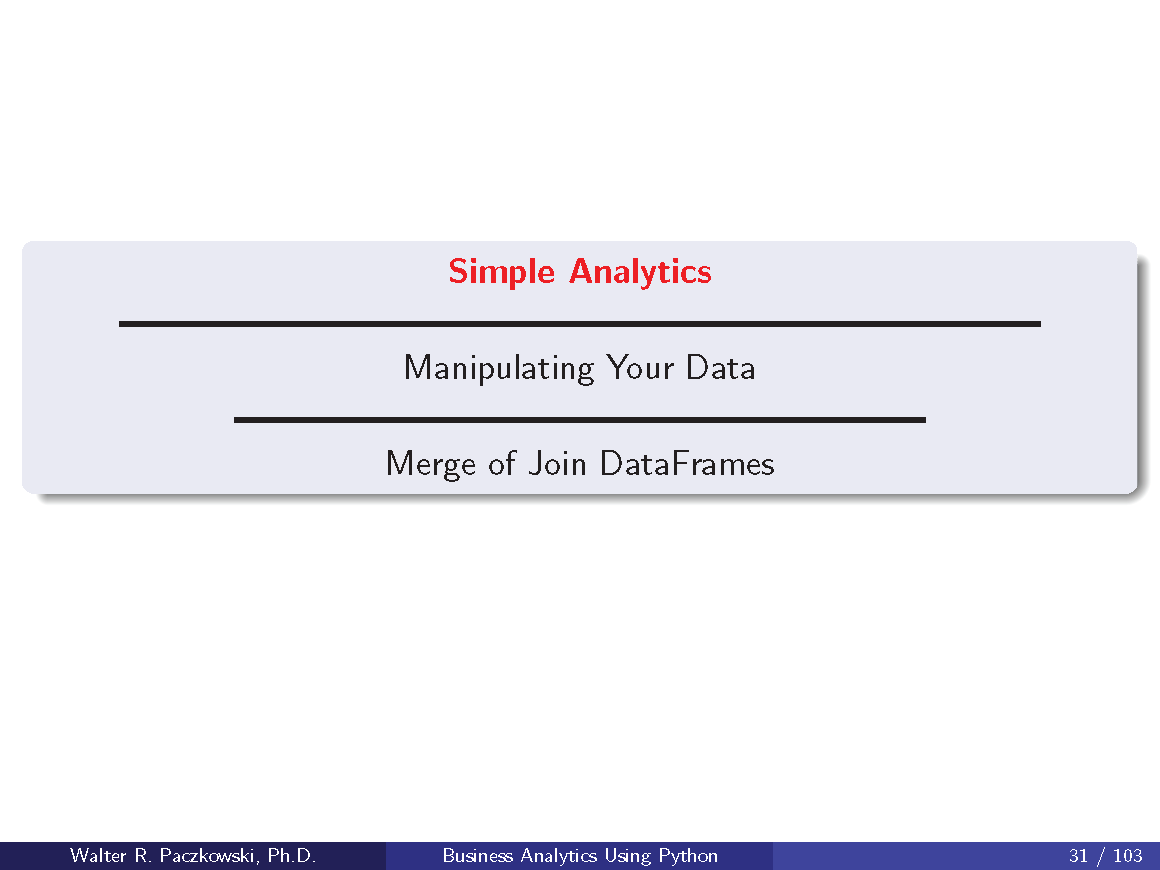 Simple Analytics
Manipulating Your Data
Merge of Join DataFrames
Walter R. Paczkowski, Ph.D.
Business Analytics Using Python
31 / 103